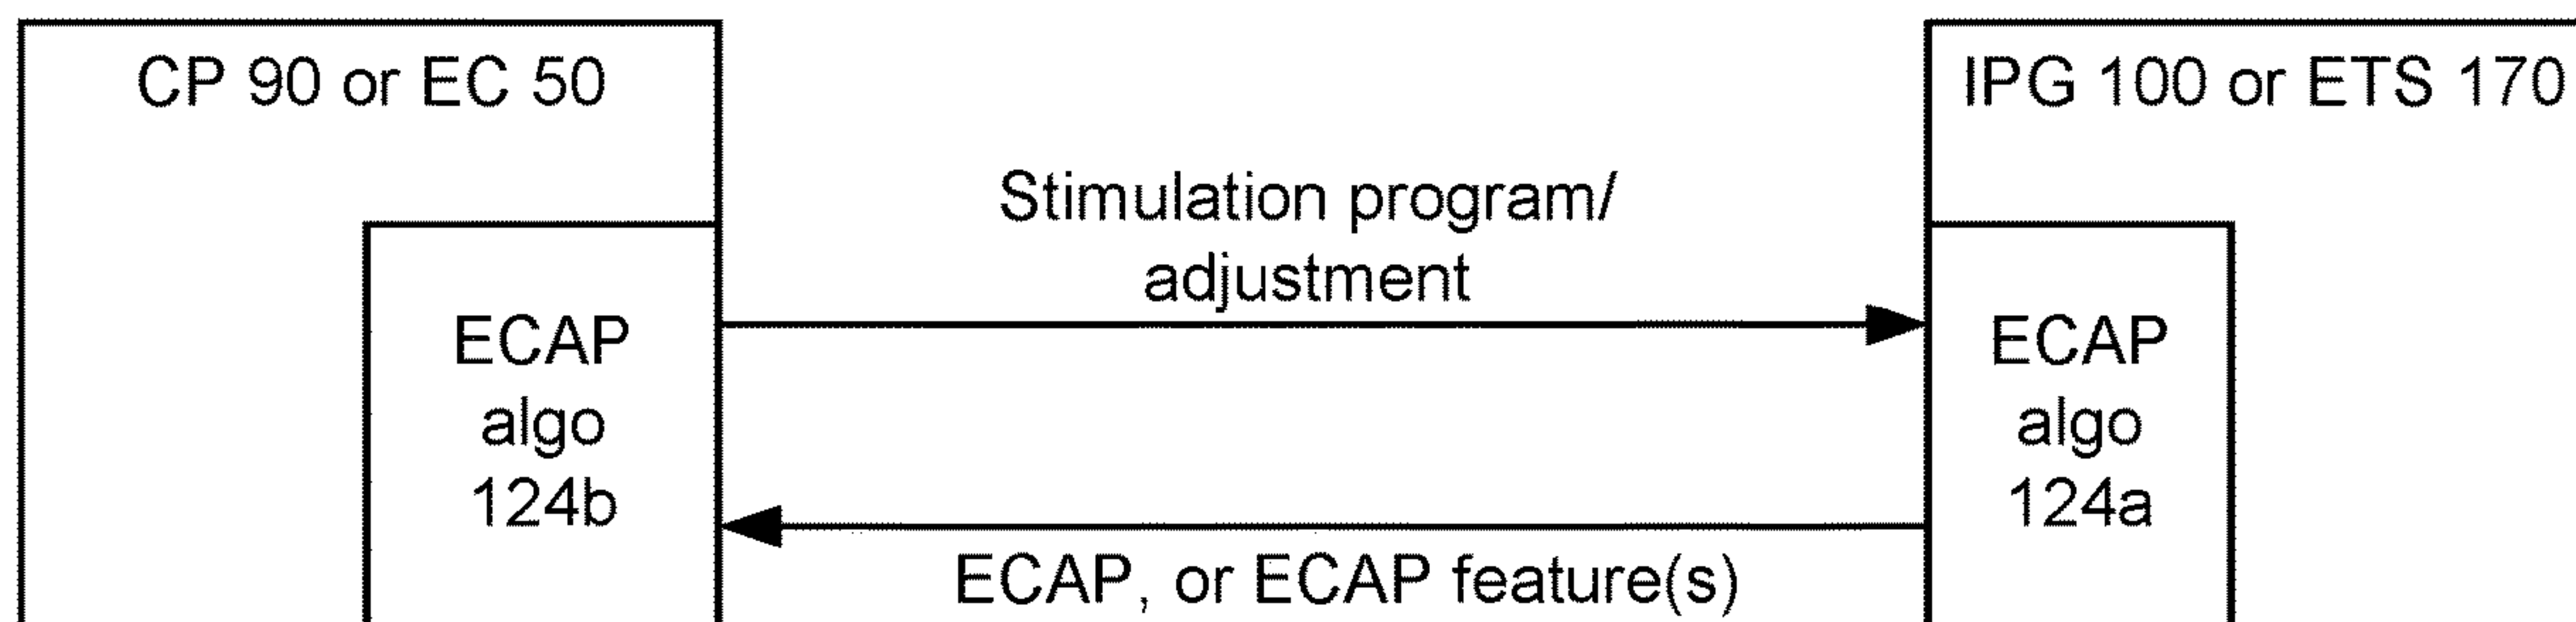 CP 90 or EC 50
IPG 100 or ETS 170
Stimulation program/
adjustment
ECAP
algo
124b
ECAP
algo
124a
ECAP, or ECAP feature(s)